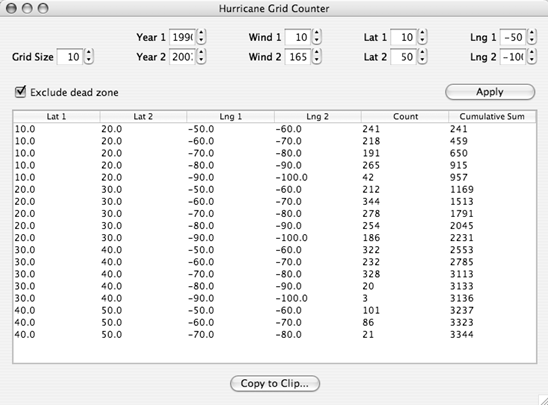 Hurricane Grid Counter
Year 1 Wind 1 10 Lat 1 10 Lng 1 -50
Grid Size 10 Year 2 Wind 2 165 Lat 2 50 Lng 2
Exclude dead zone Apply
Lat 1 Lat 2 Lng 1 Lng 2 Count Cumulative Sum
10.0 20.0 -50.0 -60.0 241 241
10.0 20.0 -60.0 -70.0 218 459
10.0 20.0 -70.0 -80.0 191 650
10.0 20.0 -80.0 -90.0 265 915
10.0 20.0 -90.0 -100.0 42 957
20.0 30.0 -50.0 -60.0 212 1169
20.0 30.0 -60.0 -70.0 344 1513
20.0 30.0 -70.0 -80.0 278 1791
20.0 30.0 -80.0 -90.0 254 2045
20.0 30.0 -90.0 -100.0 186 2231
30.0 40.0 -50.0 -60.0 322 2553
30.0 40.0 -60.0 -70.0 232 2785
30.0 40.0 -70.0 -80.0 328 3113
30.0 40.0 -80.0 -90.0 20 3133
30.0 40.0 -90.0 -100.0 3 3136
40.0 50.0 -50.0 -60.0 101 3237
40.0 50.0 -60.0 -70.0 86 3323
40.0 50.0 -70.0 -80.0 21 3344
Copy to Clip...